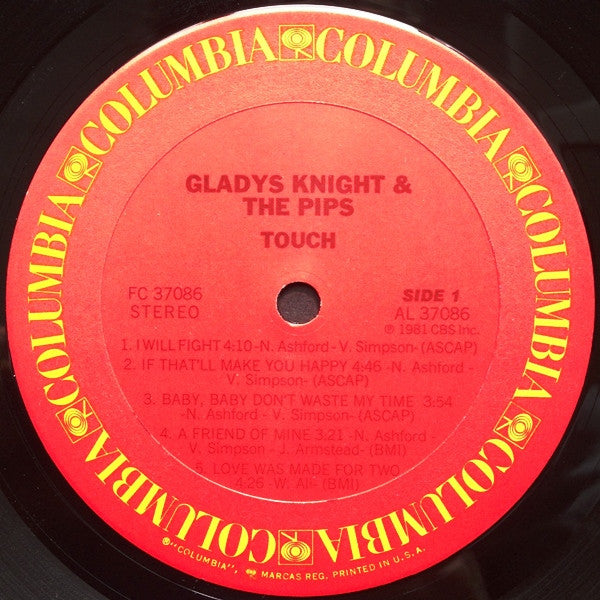 COLUMBIA COLUMBIA COLUMBIA COLUMBIA COLUMBIA COLUMBIA
GLADYS KNIGHT &
THE PIPS
TOUCH
FC 37086
STEREO
SIDE 1
AL 37086
℗ 1981 CBS Inc.
1. I WILL FIGHT 4:10 -N. Ashford - V. Simpson- (ASCAP)
2. IF THAT'LL MAKE YOU HAPPY 4:46 -N. Ashford -
V. Simpson- (ASCAP)
3. BABY, BABY DON'T WASTE MY TIME 3:54
-N. Ashford - V. Simpson- (ASCAP)
4. A FRIEND OF MINE 3:21 -N. Ashford -
V. Simpson - J. Armstead- (BMI)
5. LOVE WAS MADE FOR TWO
4:26 -W. Ali- (BMI)
® "COLUMBIA", MARCAS REG. PRINTED IN U.S.A.